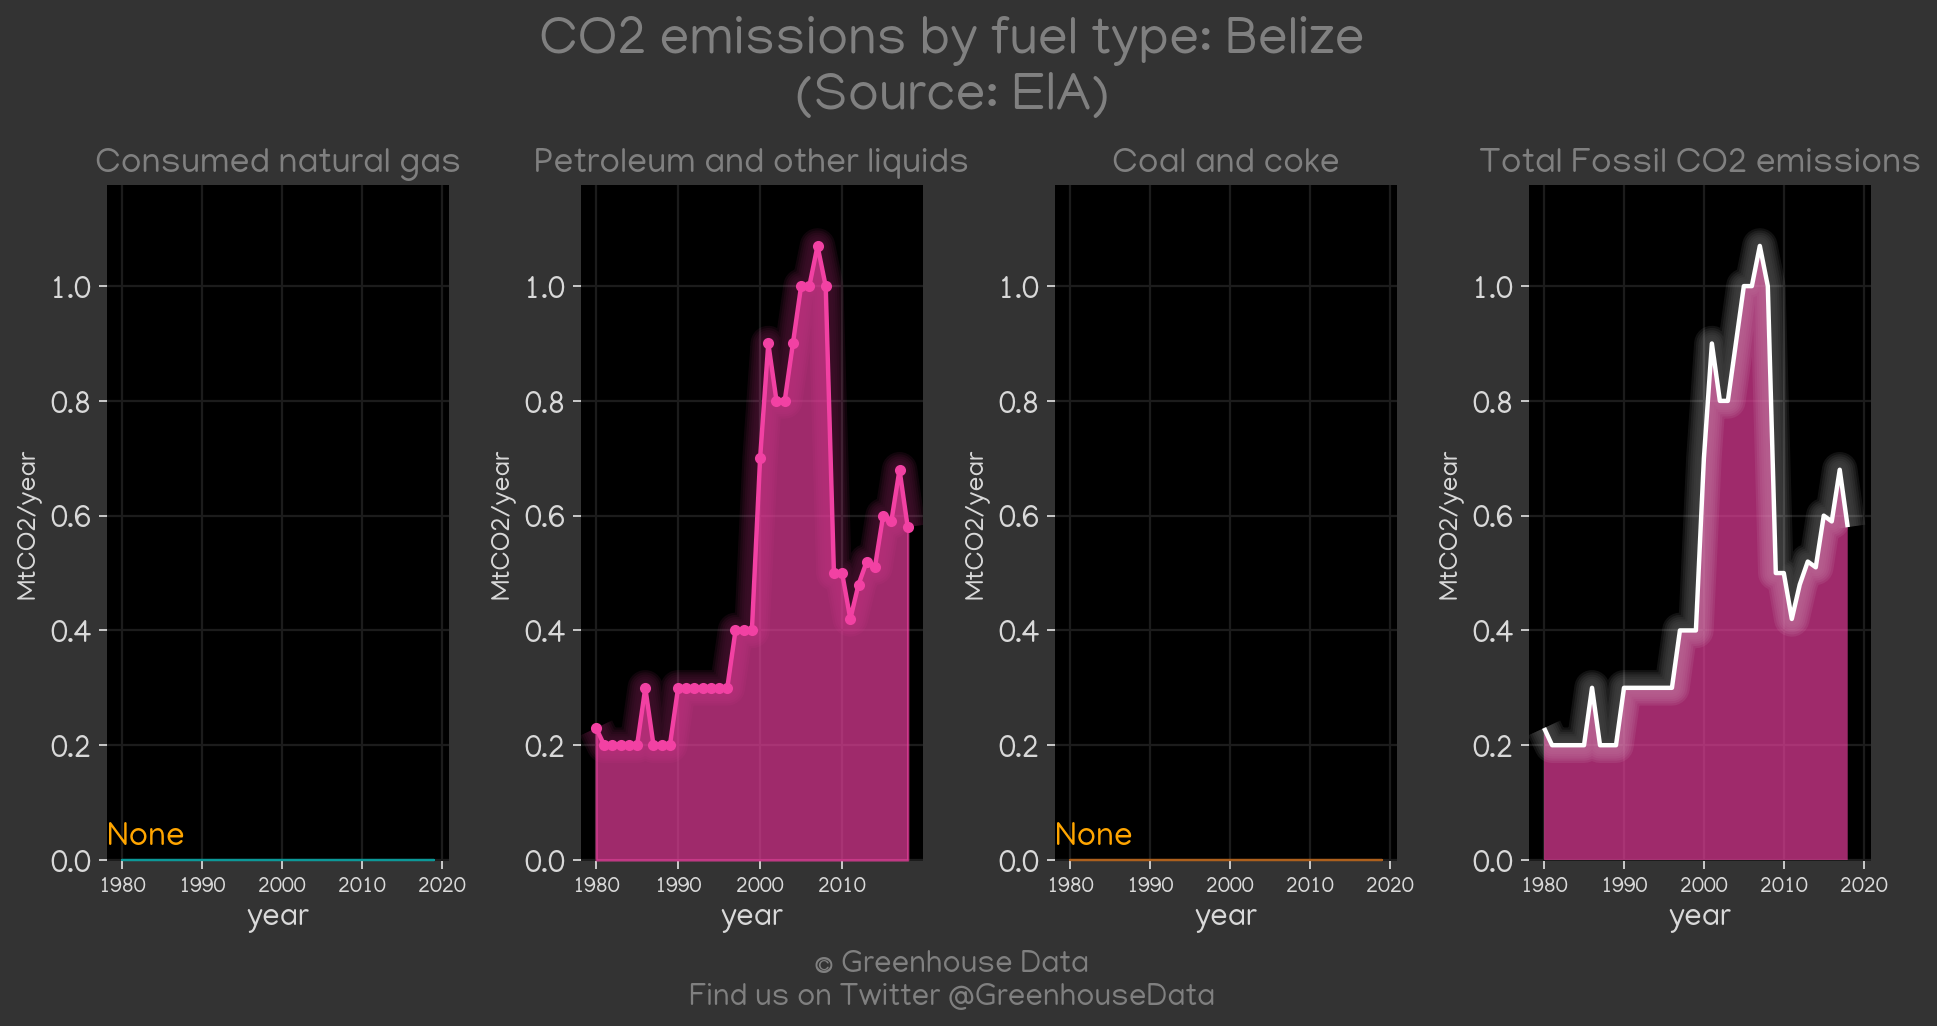 CO2 emissions by fuel type: Belize
(Source: EIA)
Consumed natural gas
Petroleum and other liquids
Coal and coke
Total Fossil CO2 emissions
MtCO2/year
1.0
0.8
0.6
0.4
0.2
0.0
None
1980 1990 2000 2010 2020
year
MtCO2/year
1.0
0.8
0.6
0.4
0.2
0.0
1980 1990 2000 2010
year
MtCO2/year
1.0
0.8
0.6
0.4
0.2
0.0
None
1980 1990 2000 2010 2020
year
MtCO2/year
1.0
0.8
0.6
0.4
0.2
0.0
1980 1990 2000 2010 2020
year
© Greenhouse Data
Find us on Twitter @GreenhouseData